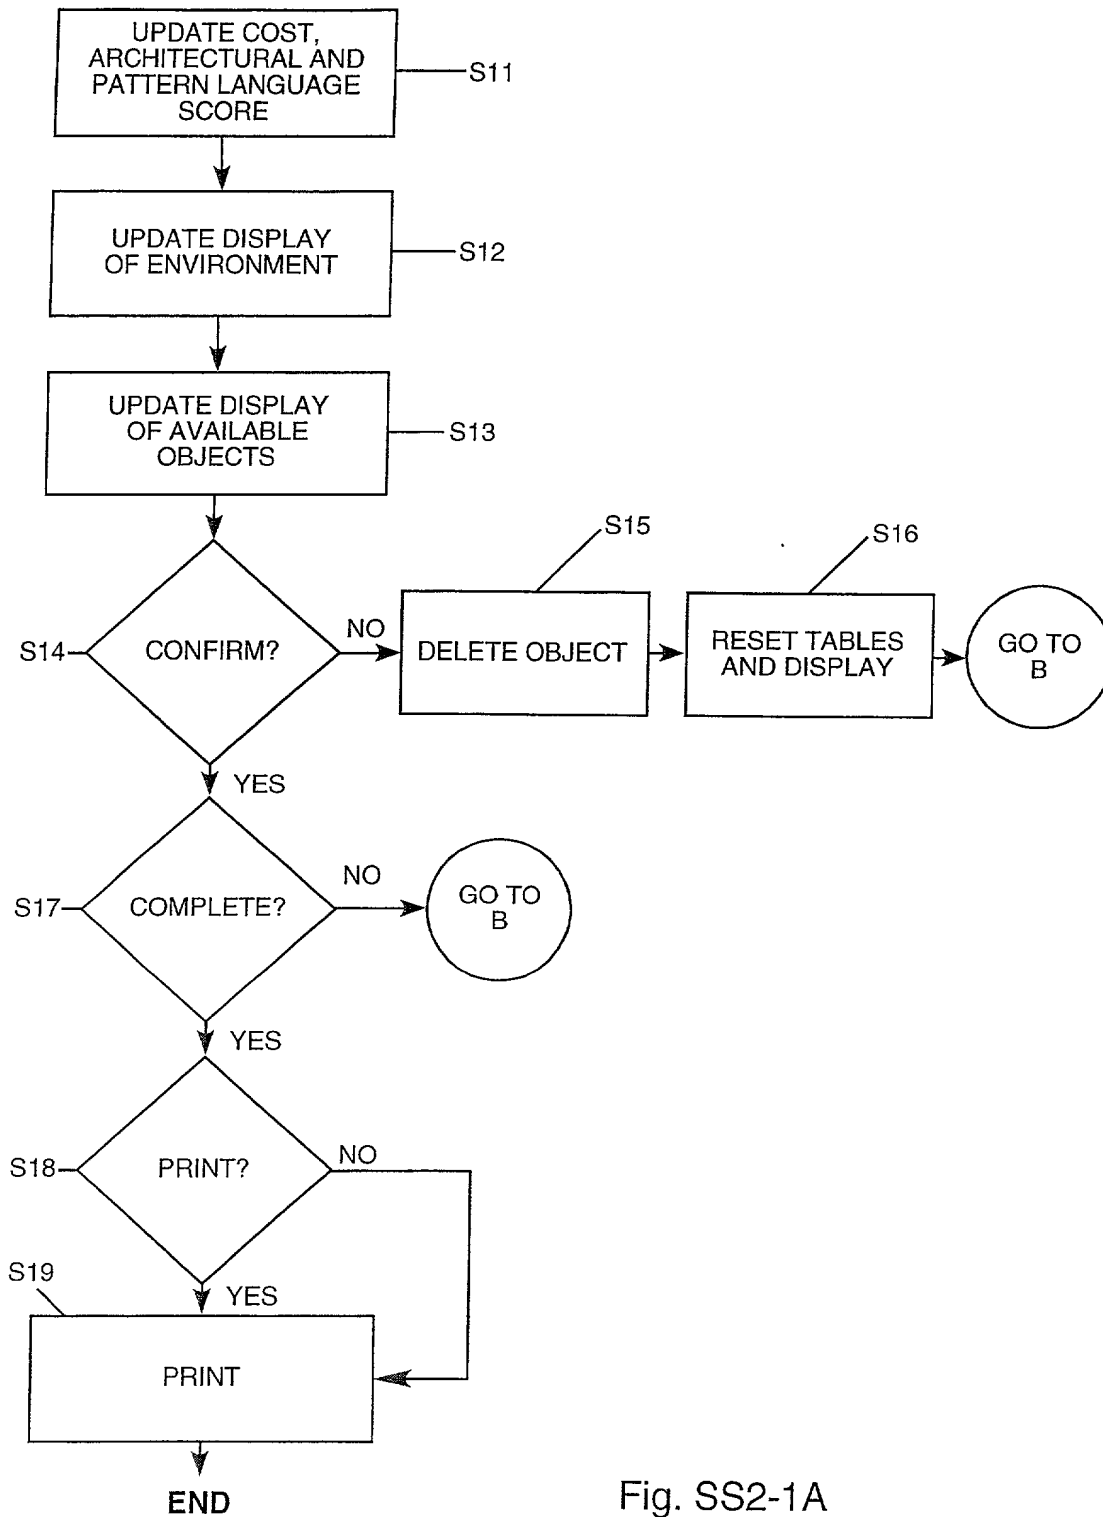 UPDATE COST,
ARCHITECTURAL AND
PATTERN LANGUAGE
SCORE
S11
UPDATE DISPLAY
OF ENVIRONMENT
S12
UPDATE DISPLAY
OF AVAILABLE
OBJECTS
S13
S14
CONFIRM?
NO
S15
DELETE OBJECT
S16
RESET TABLES
AND DISPLAY
GO TO
B
YES
S17
COMPLETE?
NO
GO TO
B
YES
S18
PRINT?
NO
YES
S19
PRINT
END
Fig. SS2-1A